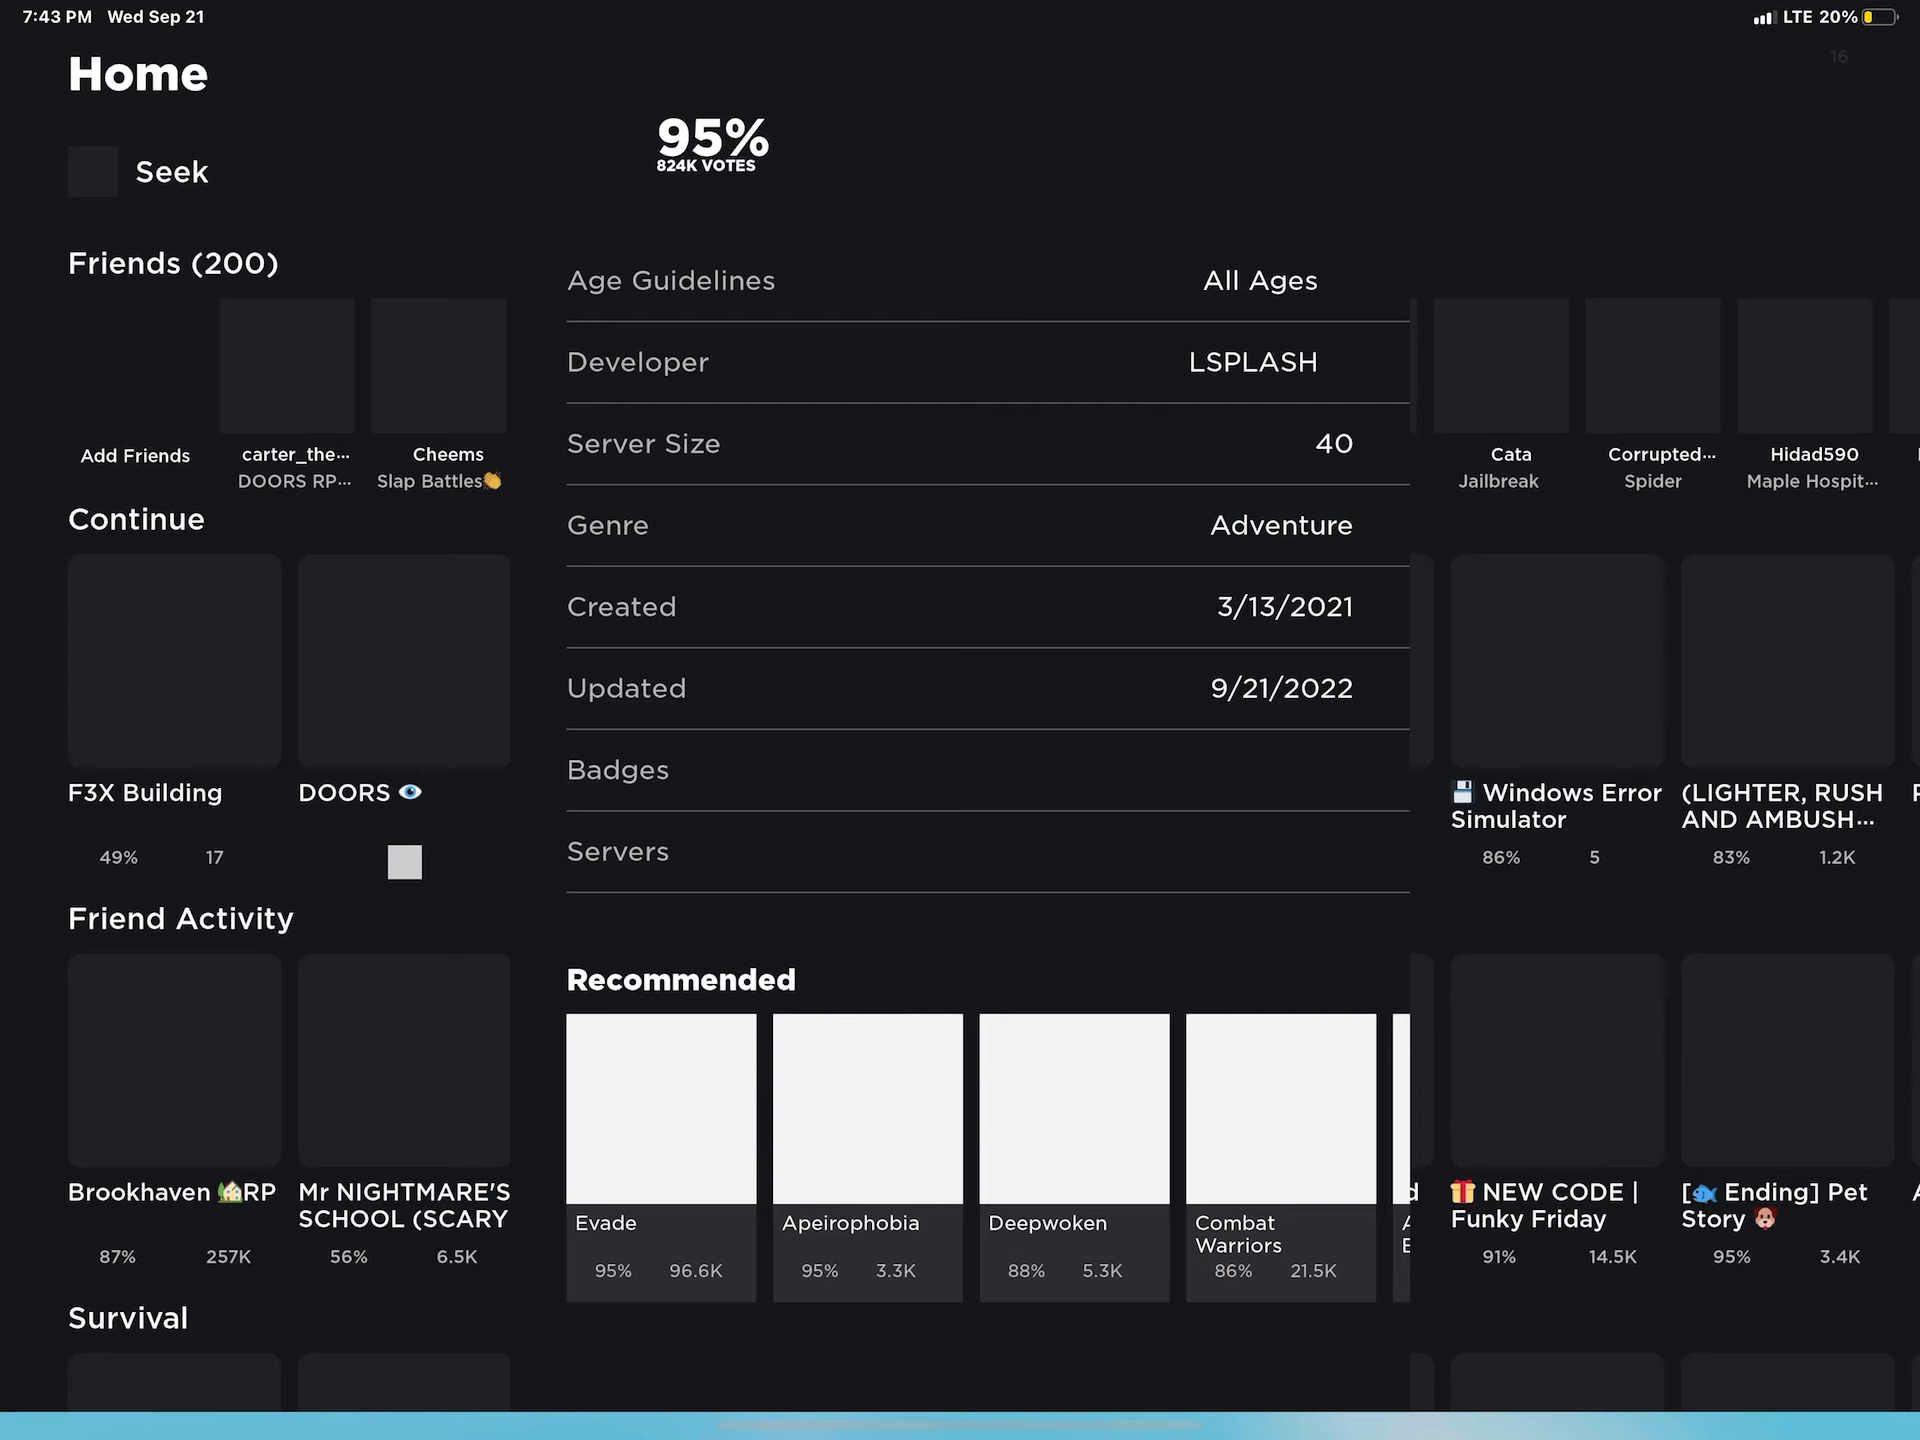 7:43 PM Wed Sep 21
LTE 20%
16
Home
95%
824K VOTES
Seek
Friends (200)
Add Friends
carter_the...
DOORS RP...
Cheems
Slap Battles👏
Cata
Jailbreak
Corrupted...
Spider
Hidad590
Maple Hospit...
Age Guidelines All Ages
Developer LSPLASH
Server Size 40
Genre Adventure
Created 3/13/2021
Updated 9/21/2022
Badges
Servers
Continue
F3X Building
49% 17
DOORS 👁️
💾 Windows Error
Simulator
86% 5
(LIGHTER, RUSH
AND AMBUSH...
83% 1.2K
Friend Activity
Brookhaven 🏡RP
87% 257K
Mr NIGHTMARE'S
SCHOOL (SCARY
56% 6.5K
Recommended
Evade
95% 96.6K
Apeirophobia
95% 3.3K
Deepwoken
88% 5.3K
Combat
Warriors
86% 21.5K
🎁 NEW CODE |
Funky Friday
91% 14.5K
[🐟 Ending] Pet
Story 🐶
95% 3.4K
Survival